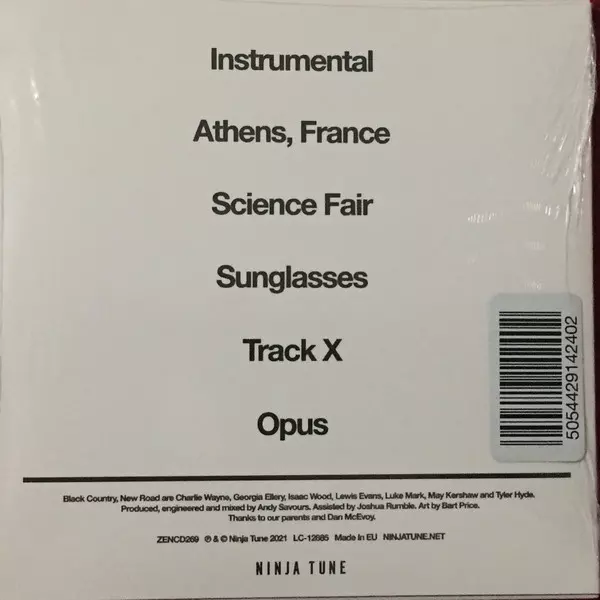 Instrumental
Athens, France
Science Fair
Sunglasses
Track X
Opus
5054429142402
Black Country, New Road are Charlie Wayne, Georgia Ellery, Isaac Wood, Lewis Evans, Luke Mark, May Kershaw and Tyler Hyde.
Produced, engineered and mixed by Andy Savours. Assisted by Joshua Rumble. Art by Bart Price.
Thanks to our parents and Dan McEvoy.
ZENCD269 ℗ & © Ninja Tune 2021 LC-12885 Made in EU NINJATUNE.NET
NINJA TUNE